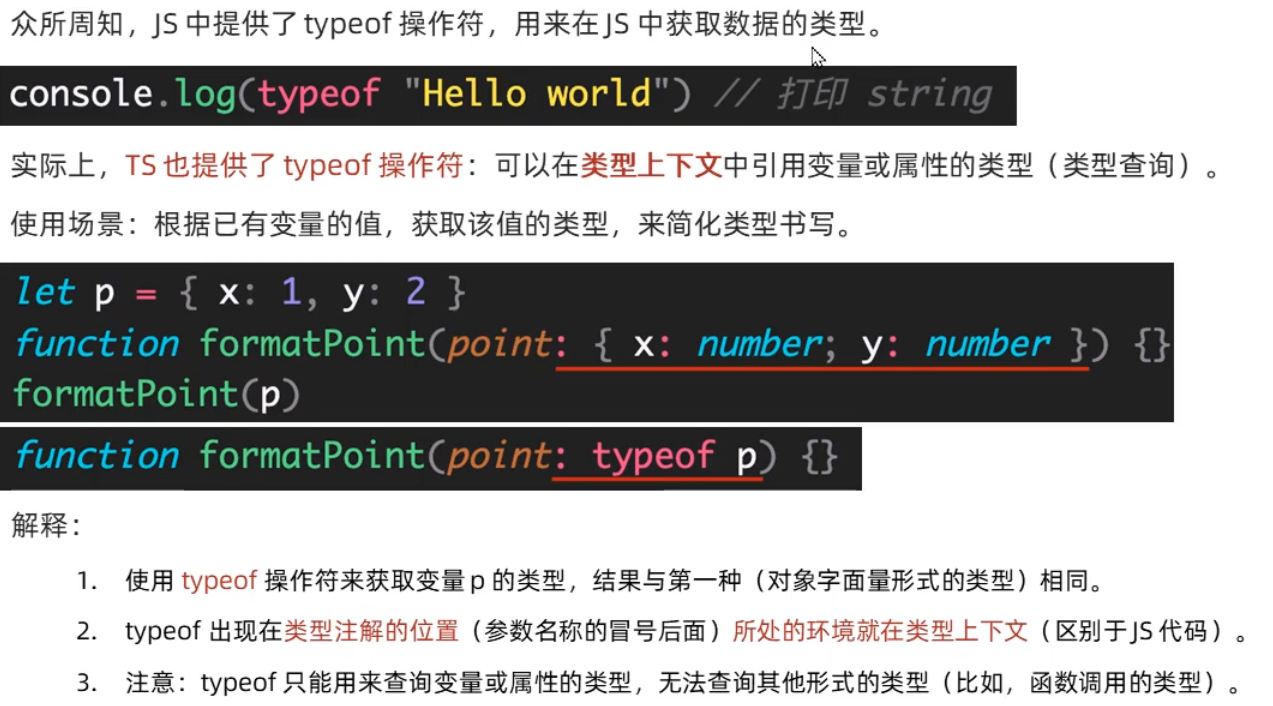 众所周知，JS 中提供了 typeof 操作符，用来在 JS 中获取数据的类型。
console.log(typeof "Hello world") // 打印 string
实际上，TS 也提供了 typeof 操作符：可以在类型上下文中引用变量或属性的类型（类型查询）。
使用场景：根据已有变量的值，获取该值的类型，来简化类型书写。
let p = { x: 1, y: 2 }
function formatPoint(point: { x: number; y: number }) {}
formatPoint(p)
function formatPoint(point: typeof p) {}
解释：
1. 使用 typeof 操作符来获取变量 p 的类型，结果与第一种（对象字面量形式的类型）相同。
2. typeof 出现在类型注解的位置（参数名称的冒号后面）所处的环境就在类型上下文（区别于 JS 代码）。
3. 注意：typeof 只能用来查询变量或属性的类型，无法查询其他形式的类型（比如，函数调用的类型）。